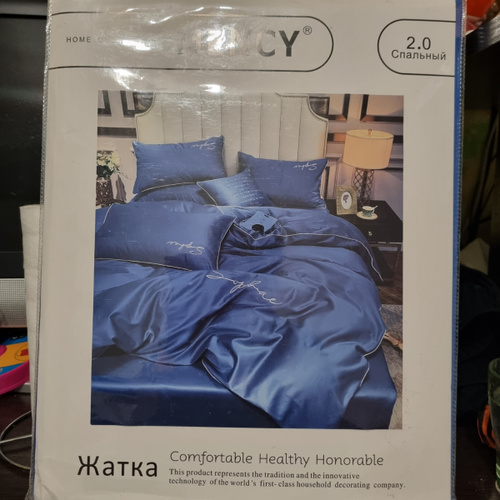 HOME
CY®
2.0
Спальный
Жатка
Comfortable Healthy Honorable
This product represents the tradition and the innovative
technology of the world 's first- class household decorating company.